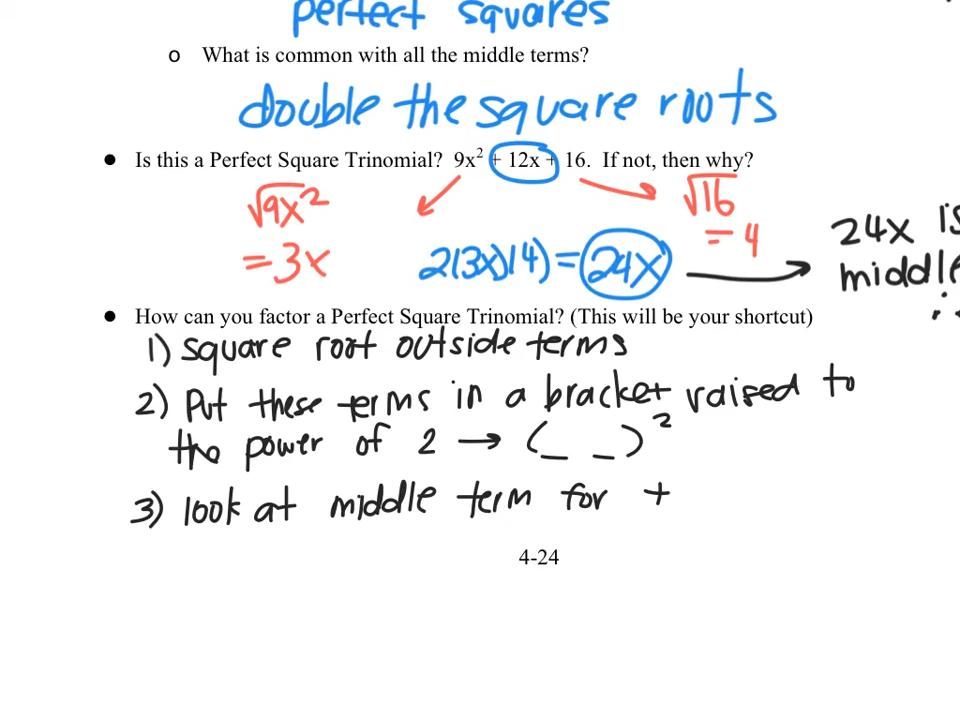 perfect squares
o What is common with all the middle terms?
double the square roots
● Is this a Perfect Square Trinomial? 9x² + 12x + 16. If not, then why?
√9x² √16
= 3x 2(3x)(4) = 24x = 4 24x is
middle
● How can you factor a Perfect Square Trinomial? (This will be your shortcut)
1) square root outside terms
2) Put these terms in a bracket raised to
the power of 2 → (_ _)²
3) look at middle term for +
4-24